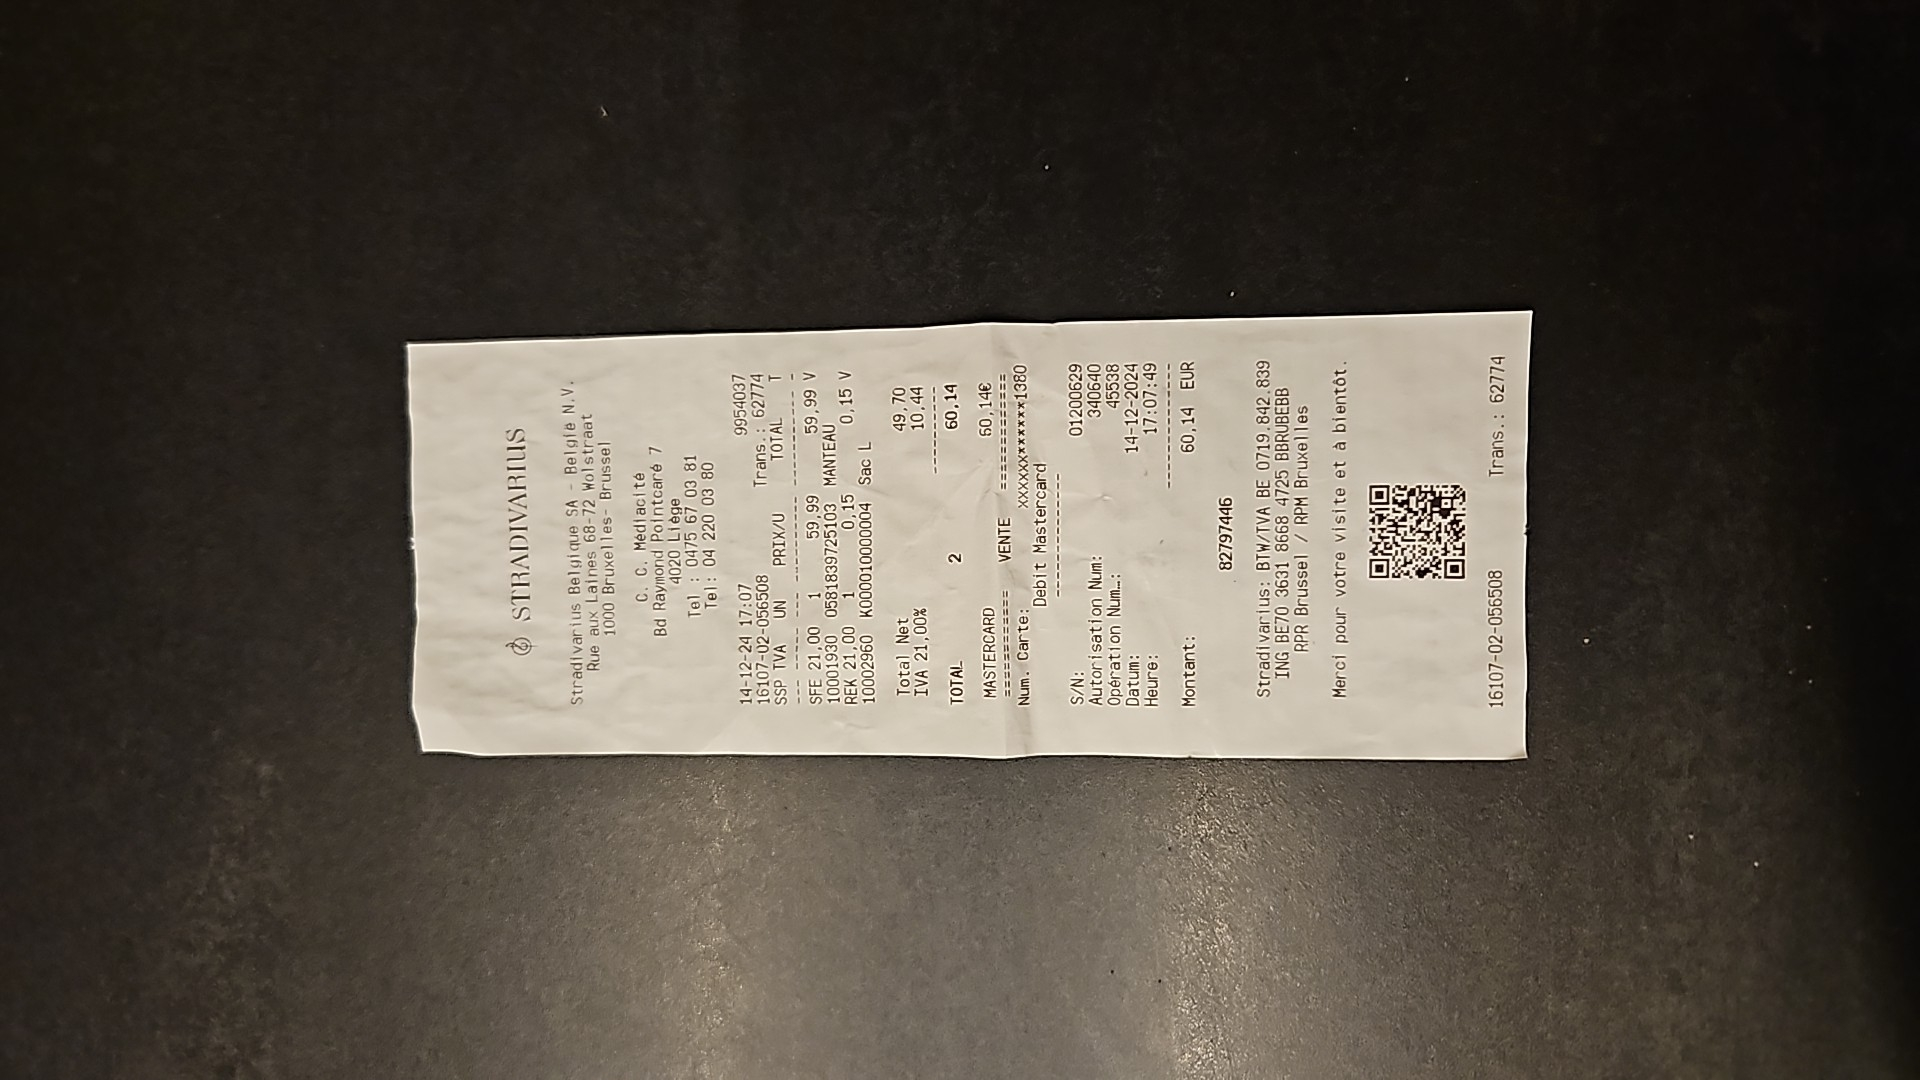 STRADIVARIUS
Stradivarius Belgique SA - Belgie N.V.
Rue aux Laines 68-72 Wolstraat
1000 Bruxelles- Brussel
C. C. Médiacité
Bd Raymond Pointcaré 7
4020 Liège
Tel : 0475 67 03 81
Tel: 04 220 03 80
14-12-24 17:07 9954037
16107-02-056508 Trans.: 62774
SSP TVA UN PRIX/U TOTAL T
SFE 21,00 1 59,99 59,99 V
10001930 0581839725103 MANTEAU
REK 21,00 1 0,15 0,15 V
10002960 K000100000004 Sac L
Total Net 49,70
IVA 21,00% 10,44
TOTAL 2 60,14
MASTERCARD 60,14€
========== VENTE ==========
Num. Carte: XXXXXX******1380
Debit Mastercard
S/N: 01200629
Autorisation Num: 340640
Opération Num…: 45538
Datum: 14-12-2024
Heure: 17:07:49
Montant: 60,14 EUR
82797446
Stradivarius: BTW/TVA BE 0719.842.839
ING BE70 3631 8668 4725 BBRUBEBB
RPR Brussel / RPM Bruxelles
Merci pour votre visite et à bientôt.
16107-02-056508 Trans.: 62774